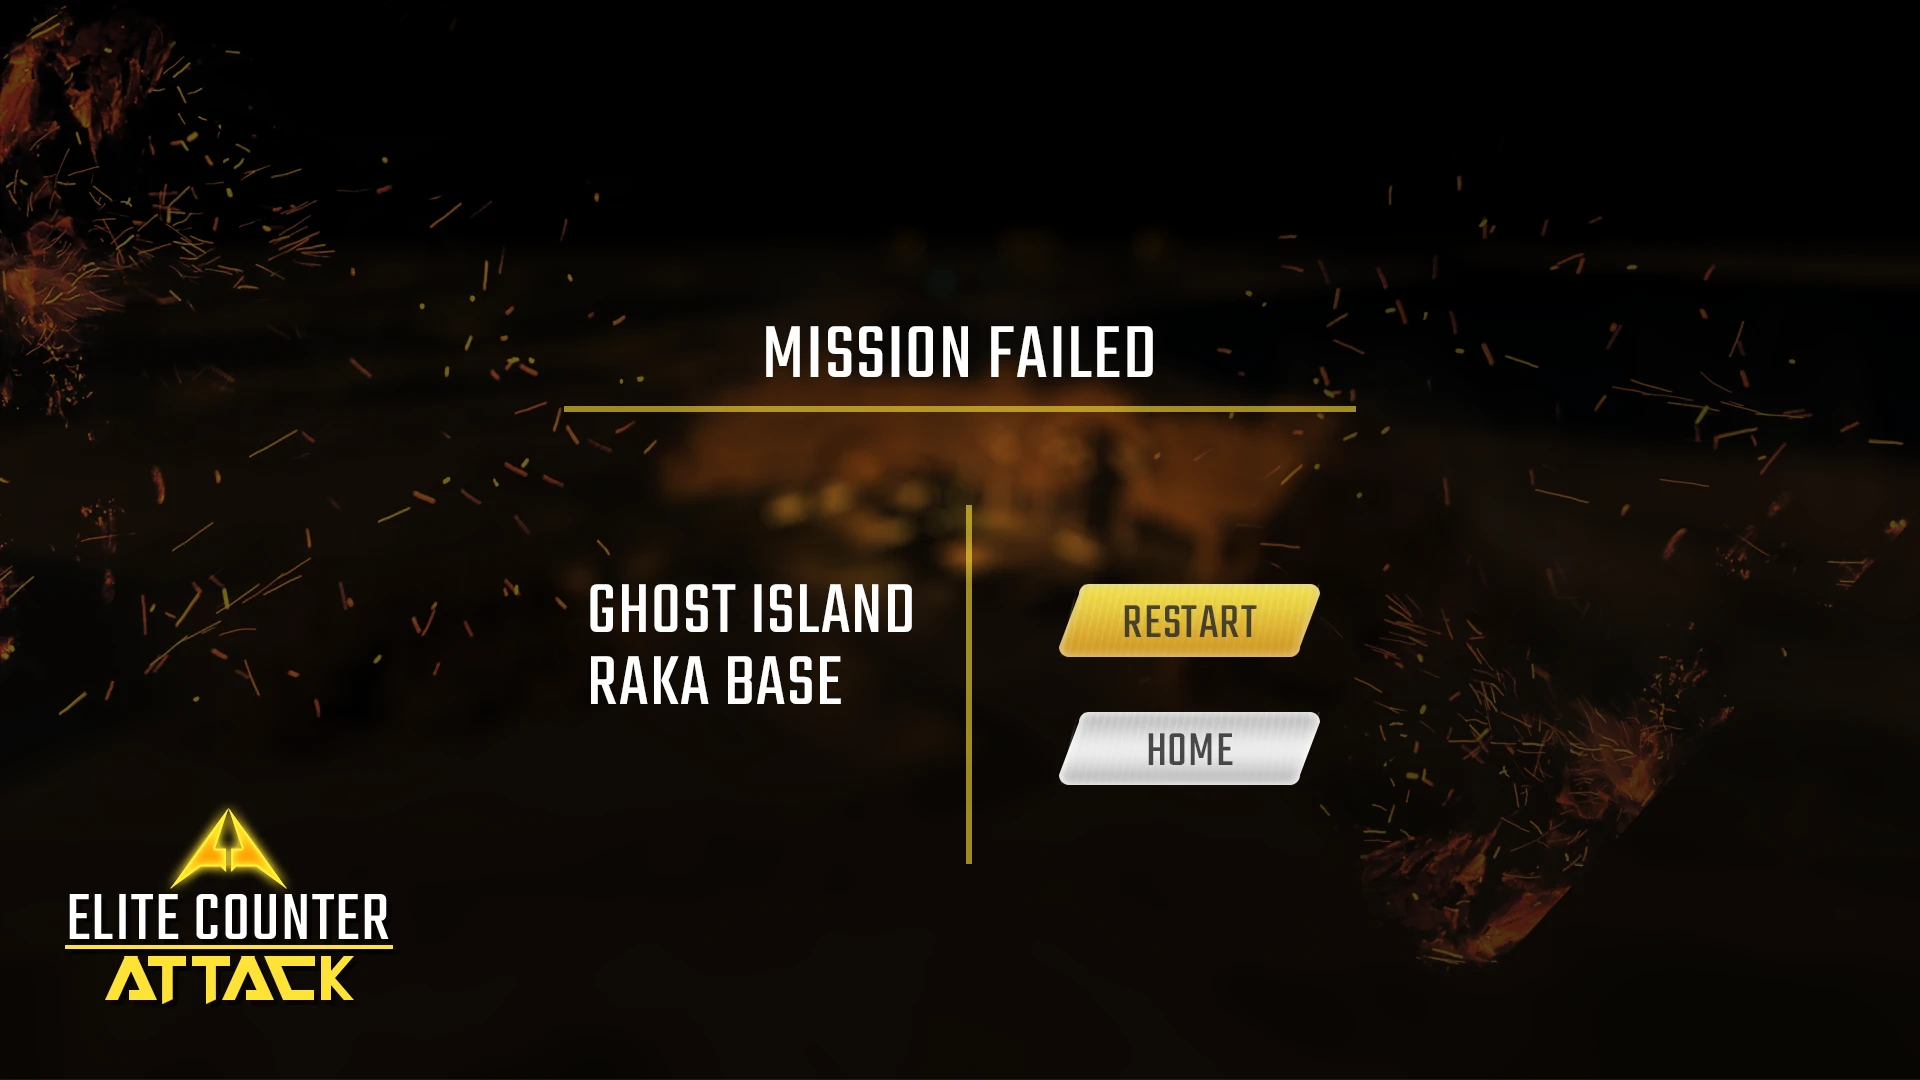 MISSION FAILED
GHOST ISLAND
RAKA BASE
RESTART
HOME
ELITE COUNTER
ATTACK